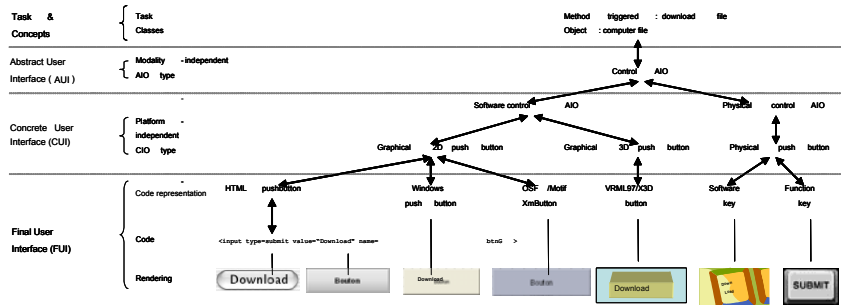 Task & Concepts
Task
Classes
Method triggered : download file
Object : computer file
Abstract User Interface ( AUI )
Modality - independent
AIO type
Control AIO
Concrete User Interface (CUI)
-
Platform -
independent
CIO type
Software control AIO
Physical control AIO
Graphical 2D push button
Graphical 3D push button
Physical push button
Final User Interface (FUI)
-
Code representation
HTML pushbutton
Windows push button
OSF /Motif XmButton
VRML97/X3D button
Software key
Function key
Code
<input type=submit value="Download" name= btnG >
Rendering
Download
Bouton
Download
Bouton
Download
SUBMIT